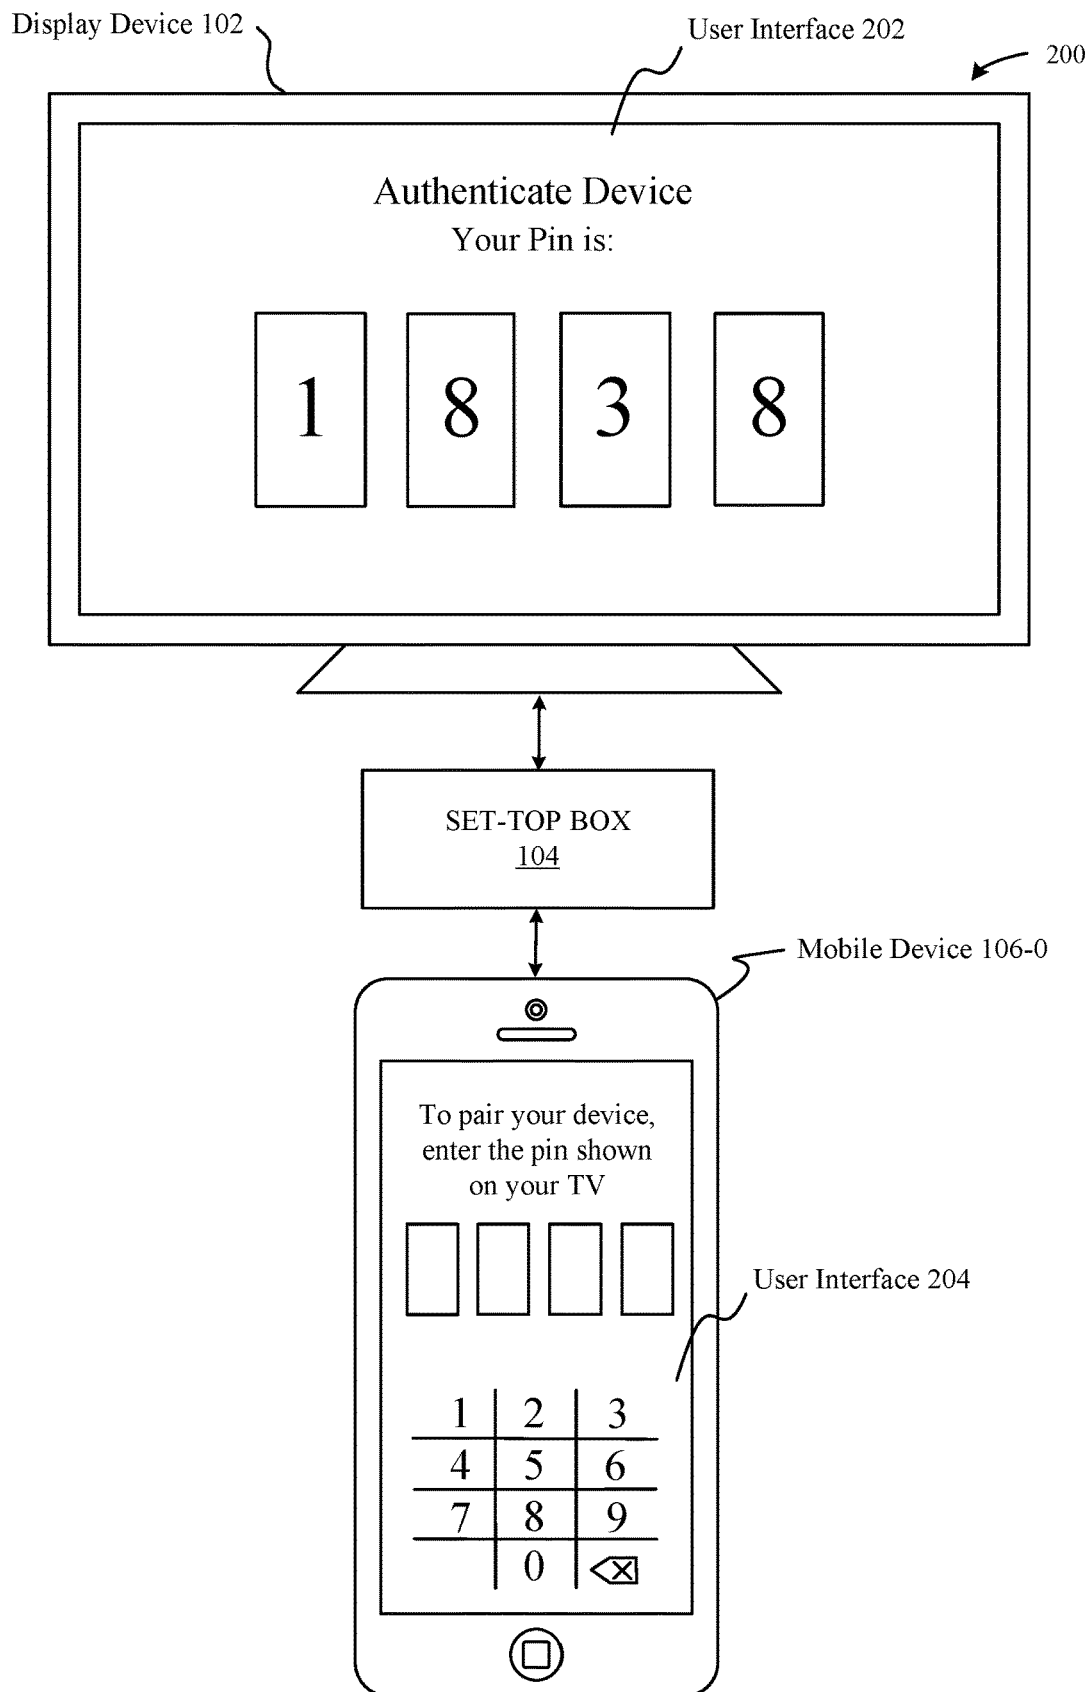 Display Device 102
User Interface 202
200
Authenticate Device
Your Pin is:
1 8 3 8
SET-TOP BOX
104
Mobile Device 106-0
To pair your device,
enter the pin shown
on your TV
User Interface 204
1 2 3
4 5 6
7 8 9
0